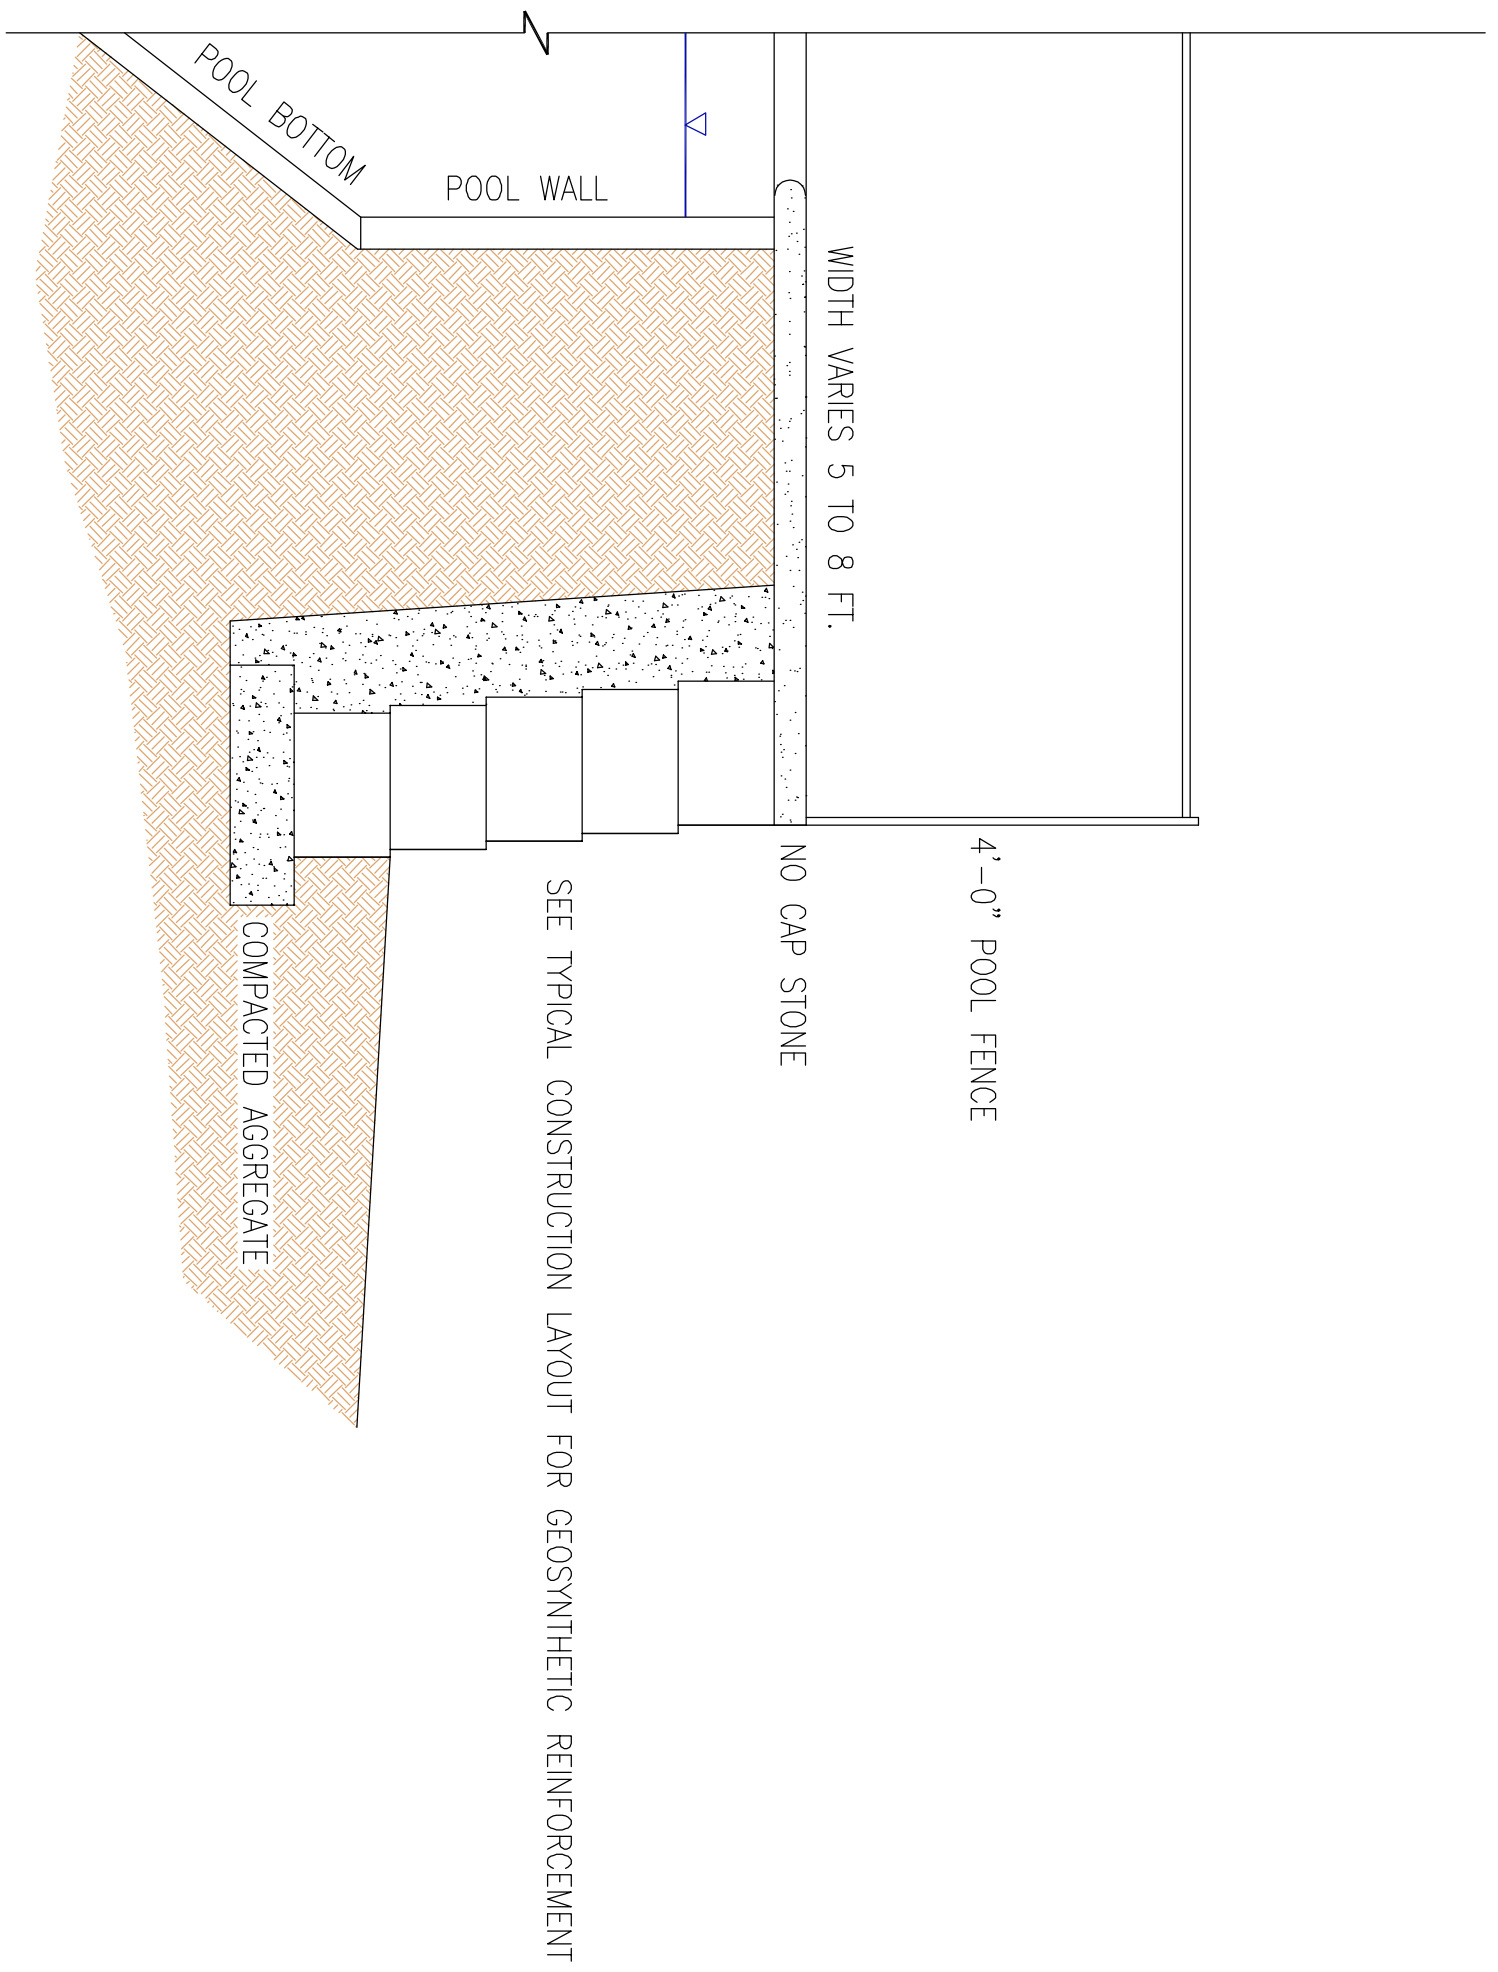 4'-0" POOL FENCE
WIDTH VARIES 5 TO 8 FT.
NO CAP STONE
POOL WALL
SEE TYPICAL CONSTRUCTION LAYOUT FOR GEOSYNTHETIC REINFORCEMENT
POOL BOTTOM
COMPACTED AGGREGATE